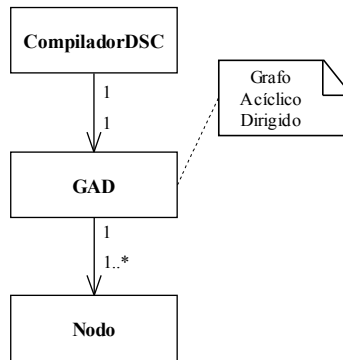 CompiladorDSC
Grafo
Acíclico
Dirigido
1
1
GAD
1
1..*
Nodo